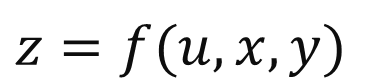 z = f(u, x, y)